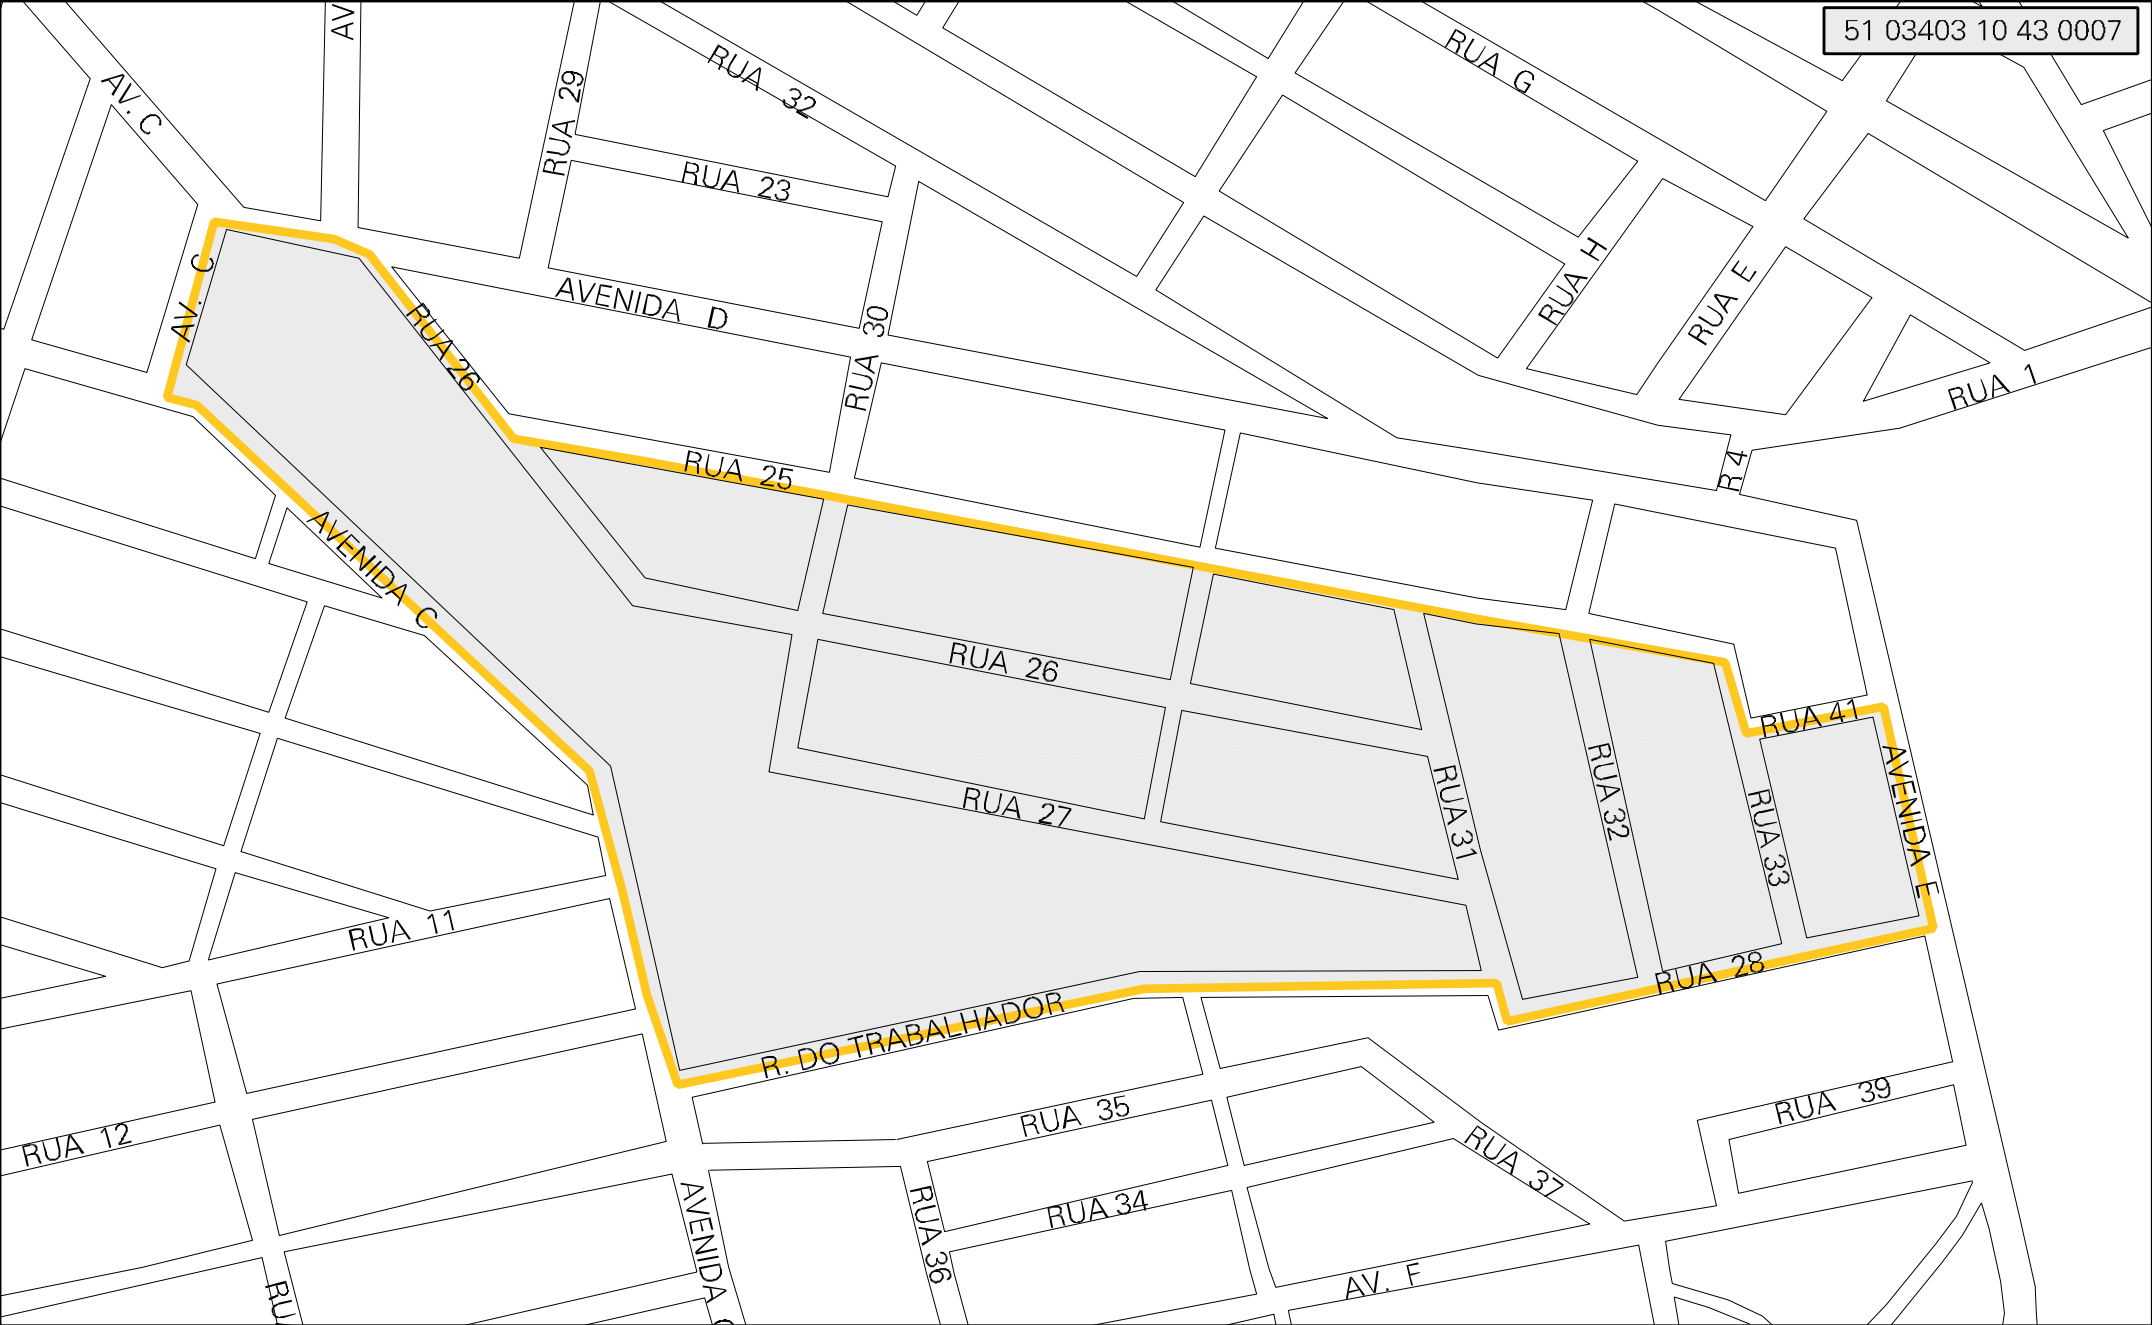 51 03403 10 43 0007
AV
RUA G
RUA 32
AV. C
RUA 29
RUA 23
RUA H
RUA E
AV. C
AVENIDA D
RUA 30
RUA 26
RUA 1
R 4
RUA 25
AVENIDA C
RUA 26
RUA 41
RUA 27
RUA 31
RUA 32
RUA 33
AVENIDA F
RUA 11
RUA 28
R. DO TRABALHADOR
RUA 39
RUA 35
RUA 12
RUA 37
RUA 34
RUA 36
AVENIDA
AV. F
RU